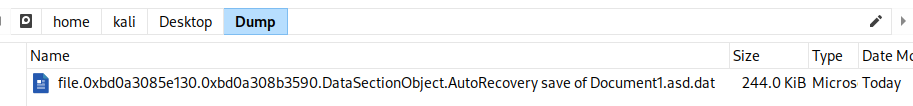 home kali Desktop Dump
Name Size Type Date Mo
file.0xbd0a3085e130.0xbd0a308b3590.DataSectionObject.AutoRecovery save of Document1.asd.dat 244.0 KiB Micros Today